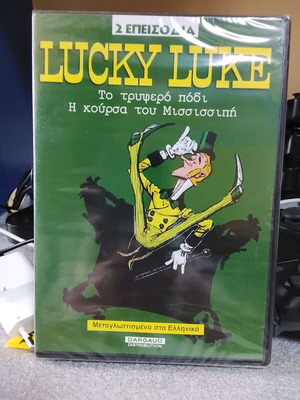 2 ΕΠΕΙΣΟΔΙΑ
LUCKY LUKE
Το τρυφερό πόδι
Η κούρσα του Μισσισσιπή
Μεταγλωττισμένο στα Ελληνικά
DARGAUD
DISTRIBUTION